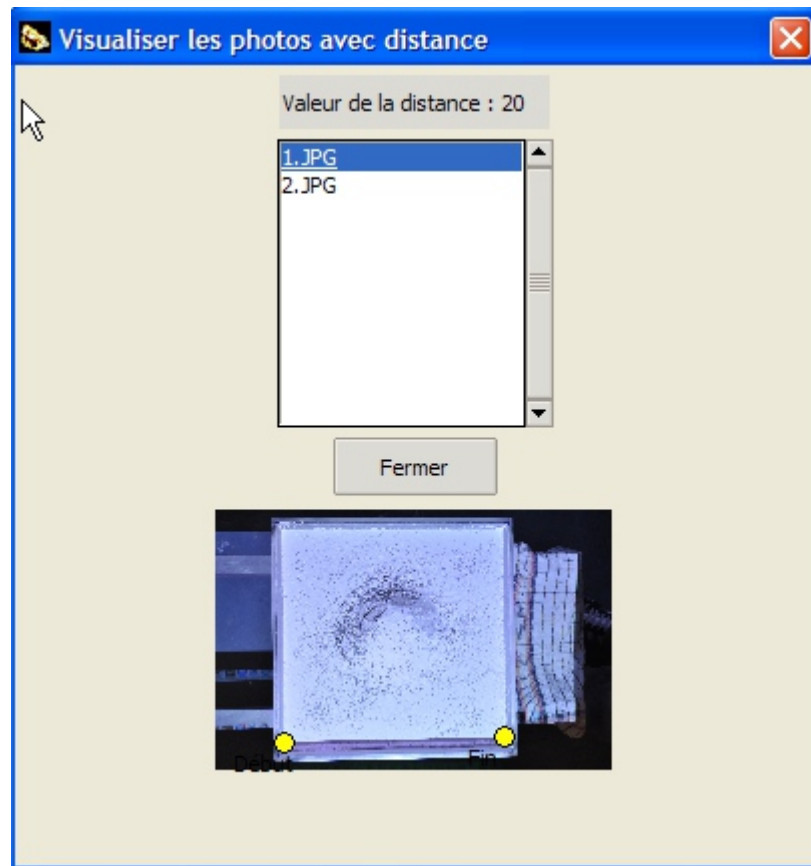 Visualiser les photos avec distance
Valeur de la distance : 20
1.JPG
2.JPG
Fermer
Début
Fin